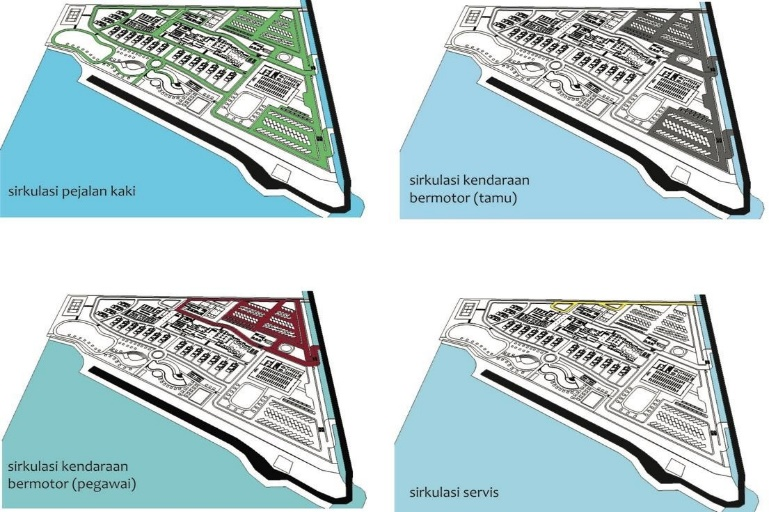 sirkulasi pejalan kaki
sirkulasi kendaraan
bermotor (tamu)
sirkulasi kendaraan
bermotor (pegawai)
sirkulasi servis